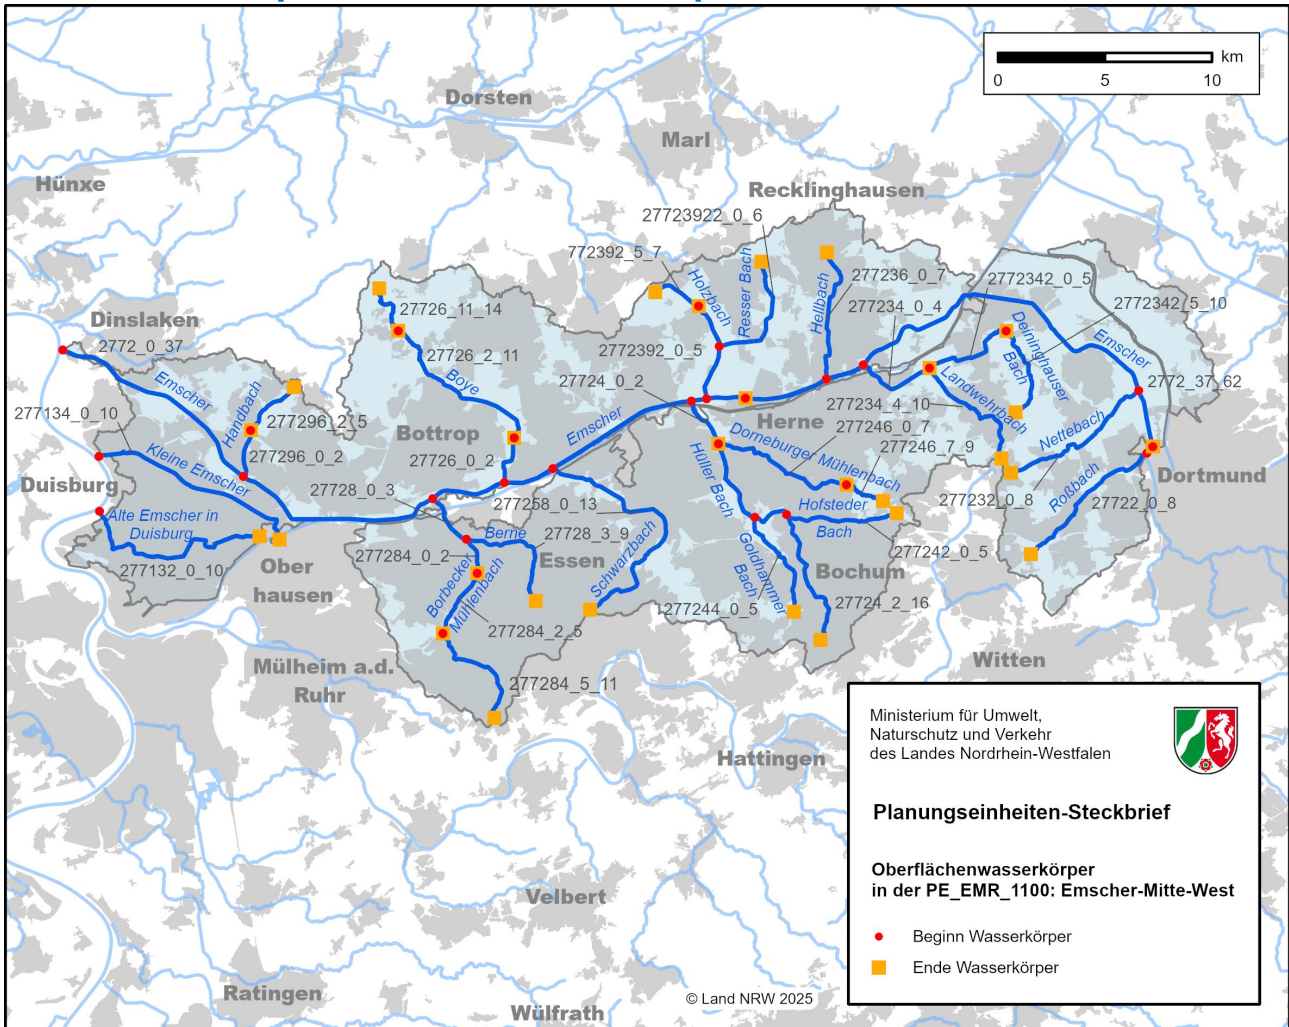 km
0
5
10
Dorsten
Marl
Hünxe
Recklinghausen
27723922_0_6
772392_5_7
277236_0_7
2772342_0_5
277234_0_4
2772342_5_10
Holzbach
Resser Bach
Hellbach
27726_11_14
Dinslaken
2772_0_37
2772392_0_5
27726_2_11
Deininghauser
Bach
Emscher
Emscher
27724_0_2
Boye
Landwehrbach
2772_37_62
277134_0_10
Handbach
277296_2_5
Emscher
Herne
277234_4_10
277246_0_7
Bottrop
Dorneburger Mühlenbach
277246_7_9
Nettebach
277296_0_2
27726_0_2
Kleine Emscher
Hüller Bach
Duisburg
27728_0_3
277258_0_13
Hofsteder
Bach
277232_0_8
Roßbach
27722_0_8
Dortmund
Alte Emscher in
Duisburg
Berne
27728_3_9
277284_0_2
Essen
Schwarzbach
Goldhammer
Bach
277242_0_5
277132_0_10
Ober
hausen
Borbecker
Mühlenbach
Bochum
277244_0_5
27724_2_16
277284_2_5
Mülheim a.d.
Ruhr
277284_5_11
Witten
Hattingen
Velbert
Ratingen
Wülfrath
© Land NRW 2025
Ministerium für Umwelt,
Naturschutz und Verkehr
des Landes Nordrhein-Westfalen
Planungseinheiten-Steckbrief
Oberflächenwasserkörper
in der PE_EMR_1100: Emscher-Mitte-West
Beginn Wasserkörper
Ende Wasserkörper